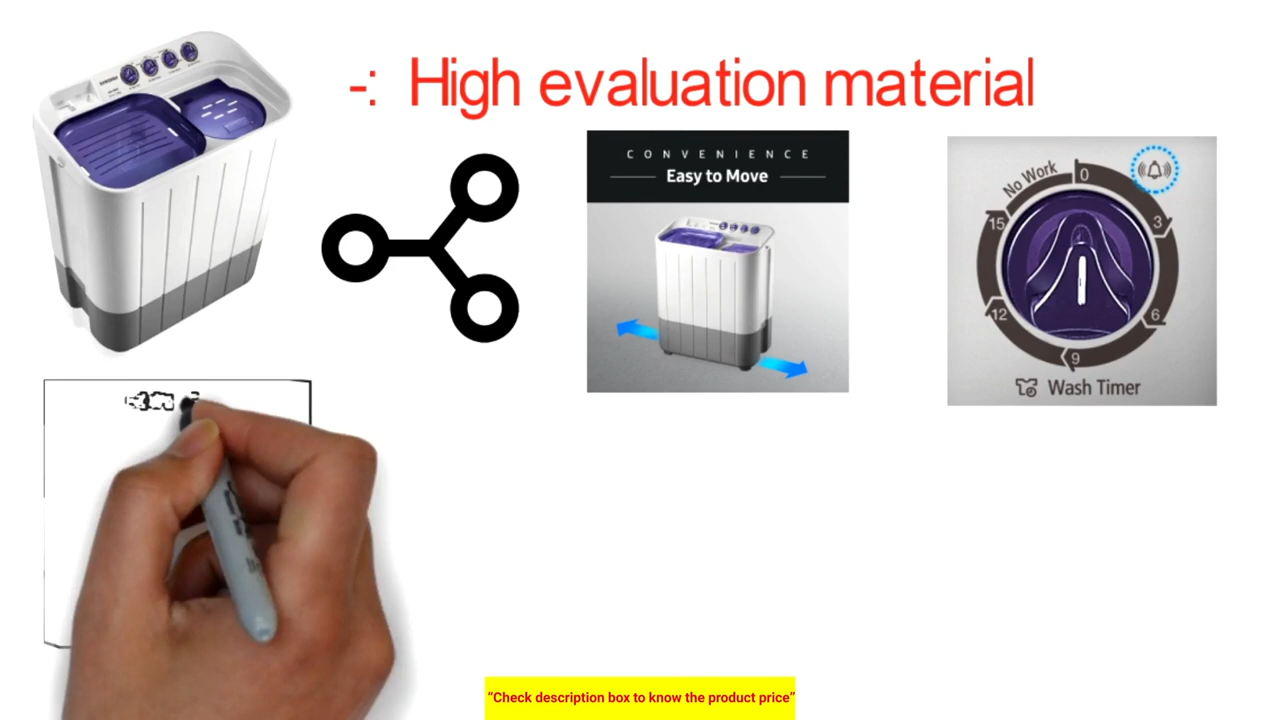 -: High evaluation material
CONVENIENCE
Easy to Move
No Work
0
3
6
9
12
15
Wash Timer
“Check description box to know the product price”